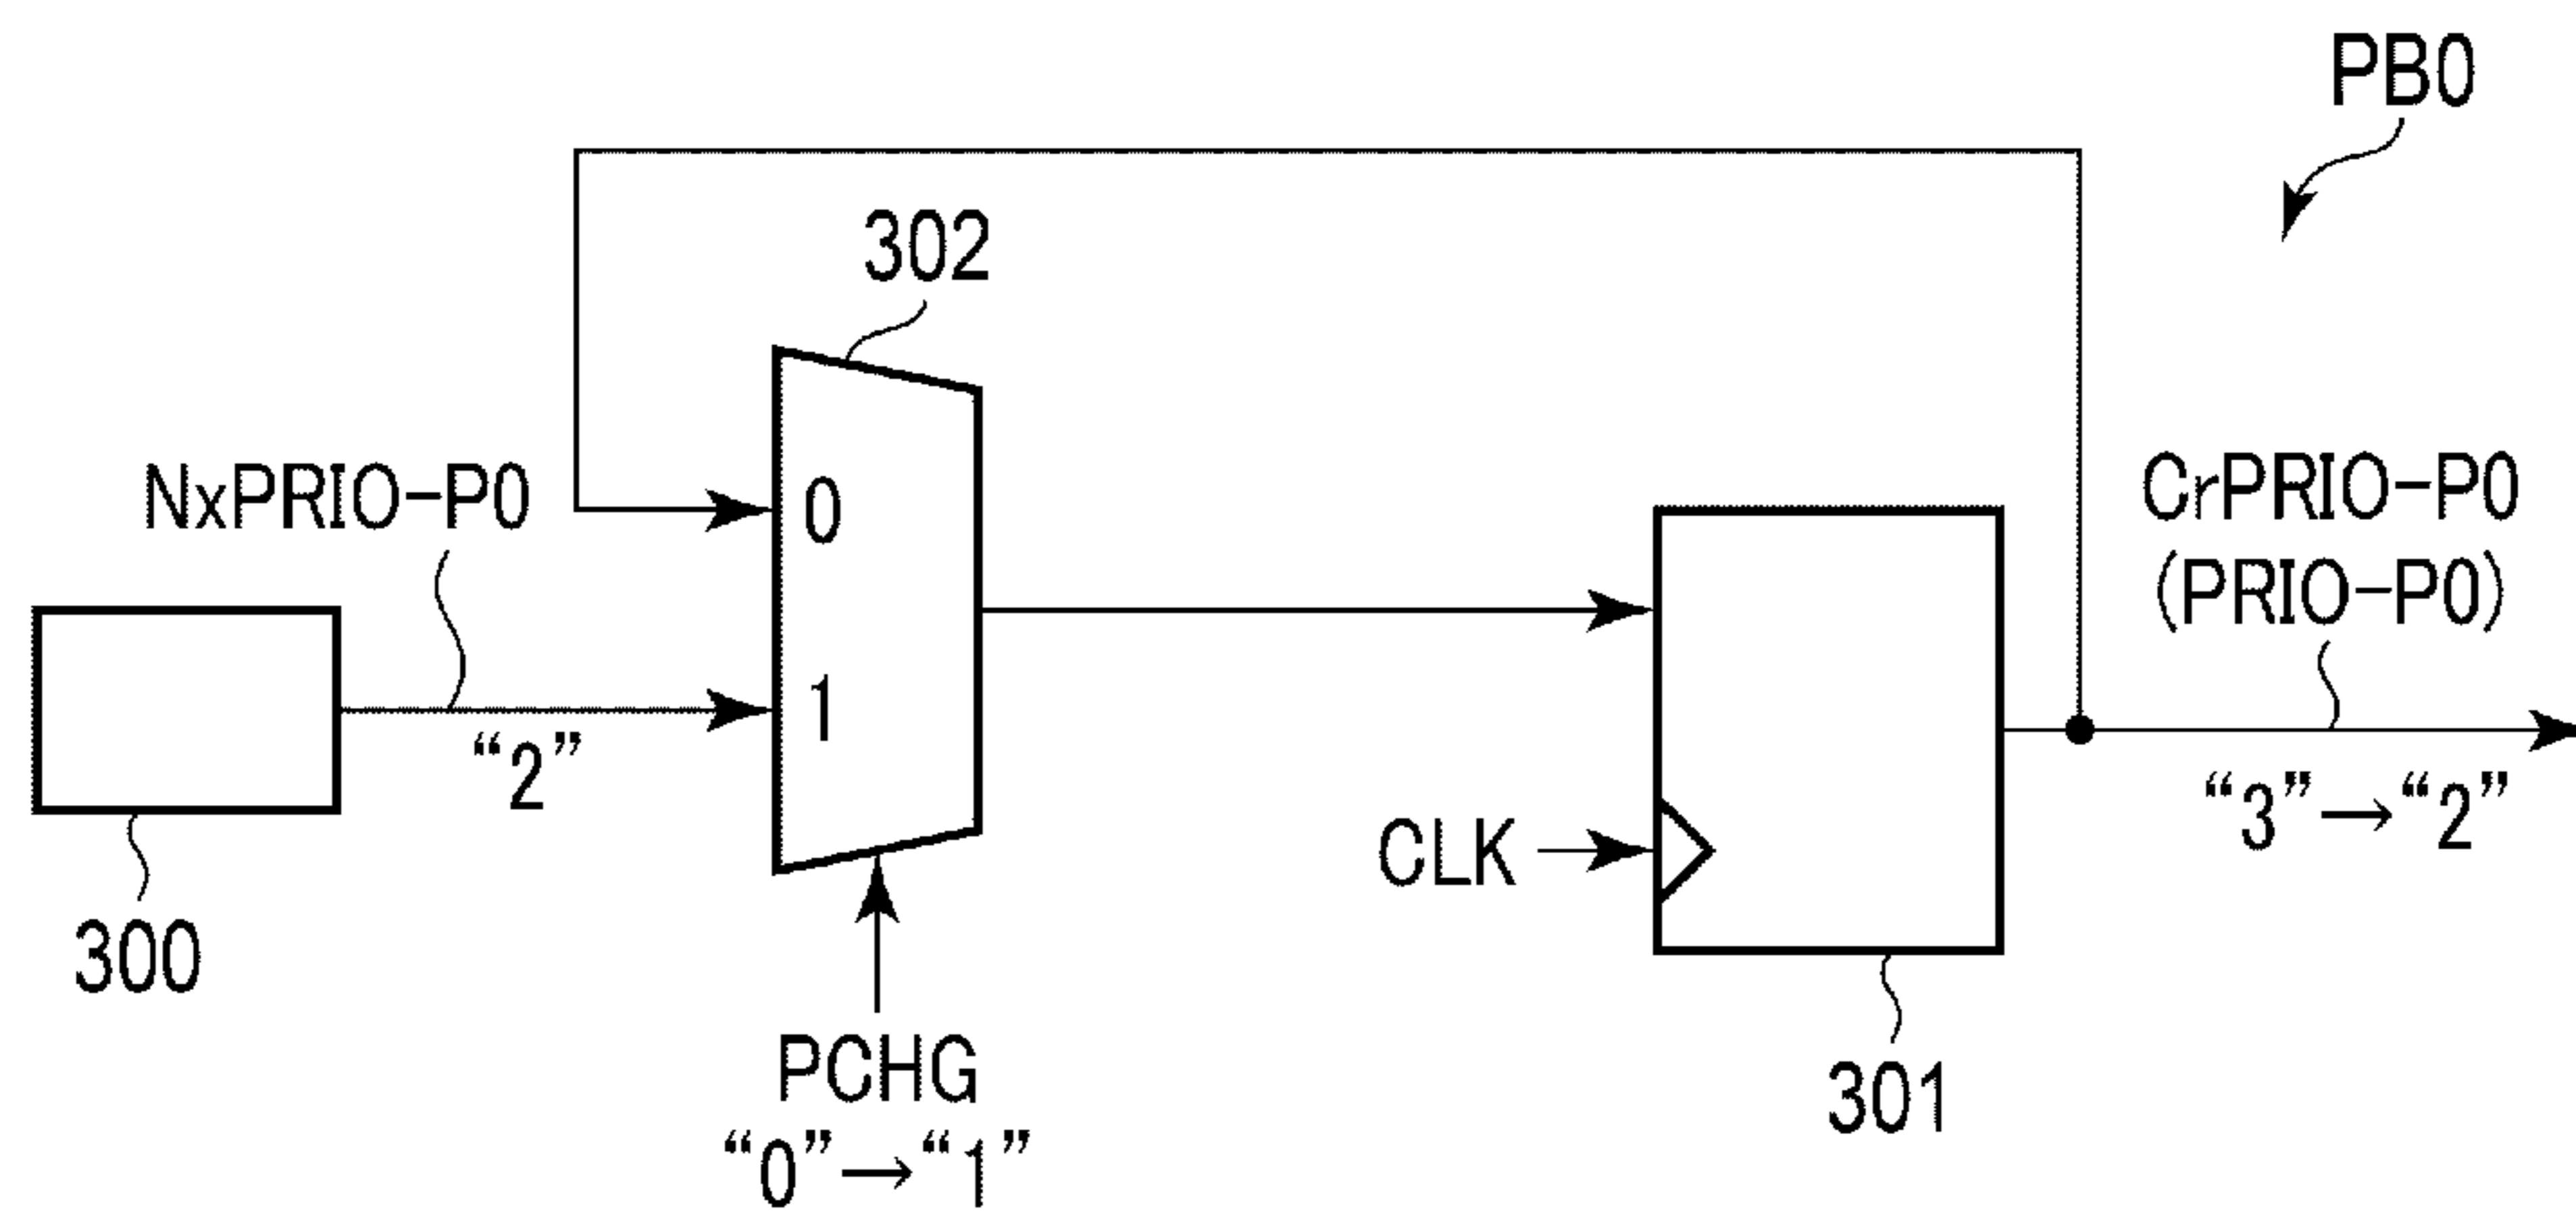 PB0
302
NxPRIO-P0
0
CrPRIO-P0
(PRIO-P0)
1
“2”
“3”→“2”
CLK
300
PCHG
“0”→“1”
301